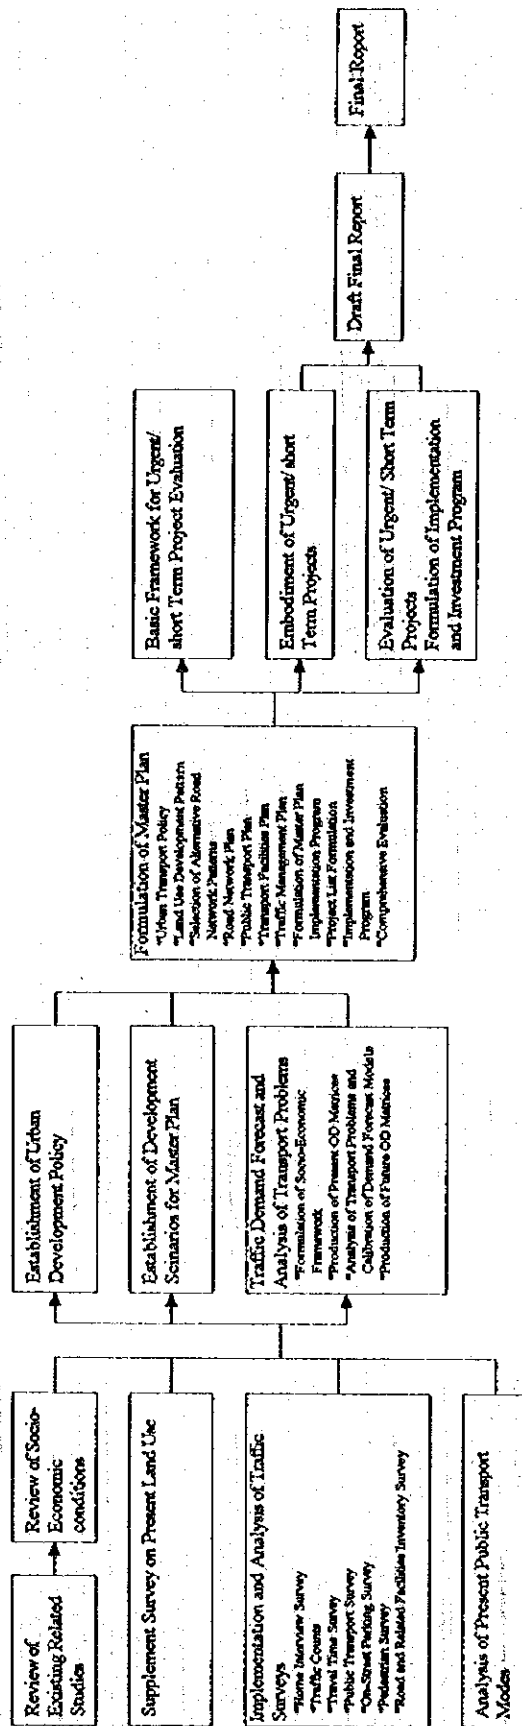 Review of
Existing Related
Studies
Review of Socio-
Economic
conditions
Supplement Survey on Present Land Use
Implementation and Analysis of Traffic
Surveys
*Home Interview Survey
*Traffic Counts
*Travel Time Survey
*Public Transport Survey
*On-Street Parking Survey
*Pedestrian Survey
*Road and Related Facilities Inventory Survey
Analysis of Present Public Transport
Modes
Establishment of Urban
Development Policy
Establishment of Development
Scinarios for Master Plan
Traffic Demand Forecast and
Analysis of Transport Problems
*Formulation of Socio-Economic
Framework
*Production of Present OD Matrices
*Analysis of Transport Problems and
Calibration of Demand Forecast Models
*Production of Future OD Matrices
Formulation of Master Plan
*Urban Transport Policy
*Land Use Development Pattern
*Selection of Alternative Road
Network Patterns
*Road Network Plan
*Public Transport Plan
*Transport Facilities Plan
*Traffic Management Plan
*Formulation of Master Plan
Implementation Program
*Project List Formulation
*Implementation and Investment
Program
*Comprehensive Evaluation
Basic Framework for Urgent/
short Term Project Evaluation
Embodiment of Urgent/ short
Term Projects
Evaluation of Urgent/ Short Term
Projects
Formulation of Implementation
and Investment Program
Draft Final Report
Final Report